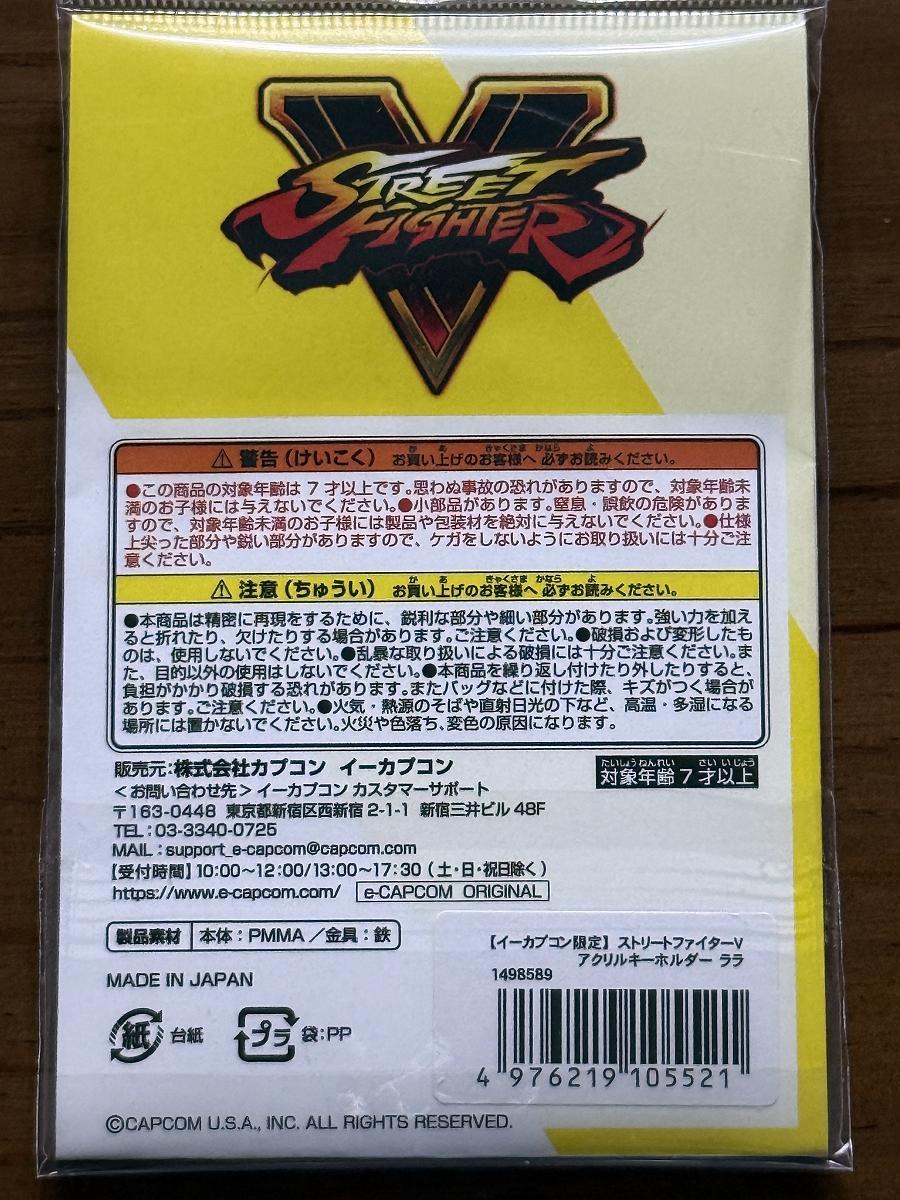 V
STREET
FIGHTER
⚠ 警告（けいこく） お買い上げのお客様へ 必ずお読みください。
●この商品の対象年齢は 7 才以上です。思わぬ事故の恐れがありますので、対象年齢未
満のお子様には与えないでください。●小部品があります。窒息・誤飲の危険がありま
すので、対象年齢未満のお子様には製品や包装材を絶対に与えないでください。●仕様
上尖った部分や鋭い部分がありますので、ケガをしないようにお取り扱いには十分ご注
意ください。
⚠ 注意（ちゅうい） お買い上げのお客様へ 必ずお読みください。
●本商品は精密に再現をするために、鋭利な部分や細い部分があります。強い力を加え
ると折れたり、欠けたりする場合があります。ご注意ください。●破損および変形したも
のは、使用しないでください。●乱暴な取り扱いによる破損には十分ご注意ください。ま
た、目的以外の使用はしないでください。●本商品を繰り返し付けたり外したりすると、
負担がかかり破損する恐れがあります。またバッグなどに付けた際、キズがつく場合が
あります。ご注意ください。●火気・熱源のそばや直射日光の下など、高温・多湿になる
場所には置かないでください。火災や色落ち、変色の原因になります。
販売元：株式会社カプコン イーカプコン
＜お問い合わせ先＞イーカプコン カスタマーサポート
〒163-0448 東京都新宿区西新宿 2-1-1 新宿三井ビル 48F
TEL：03-3340-0725
MAIL：support_e-capcom@capcom.com
【受付時間】10:00～12:00/13:00～17:30（土・日・祝日除く）
https://www.e-capcom.com/ e-CAPCOM ORIGINAL
たいしょうねんれい さい いじょう
対象年齢 7 才以上
製品素材 本体：PMMA／金具：鉄
MADE IN JAPAN
紙 台紙 プラ 袋：PP
【イーカプコン限定】ストリートファイターV
アクリルキーホルダー ララ
1498589
4 976219 105521
©CAPCOM U.S.A., INC. ALL RIGHTS RESERVED.